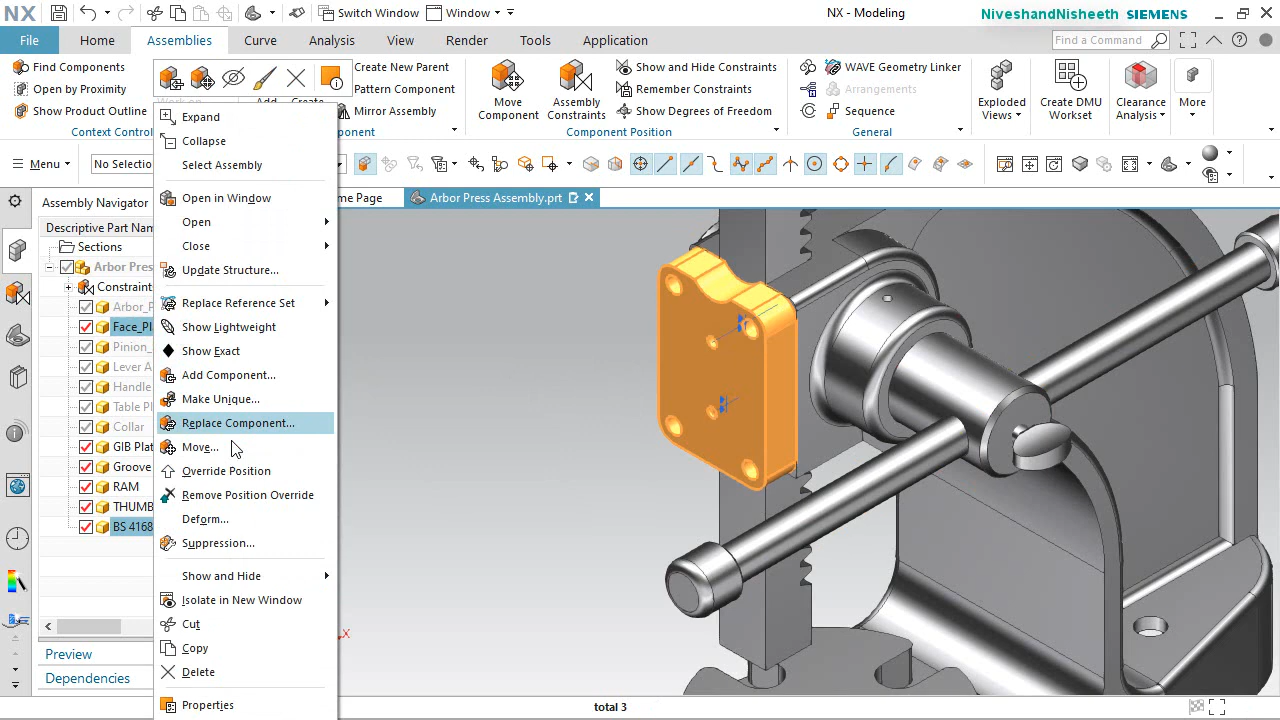 NX
Switch Window
Window
NX - Modeling
NiveshandNisheeth SIEMENS
File
Home
Assemblies
Curve
Analysis
View
Render
Tools
Application
Find a Command
Find Components
Open by Proximity
Show Product Outline
Context Contro
Create New Parent
Pattern Component
Mirror Assembly
ponent
Move Component
Assembly Constraints
Show and Hide Constraints
Remember Constraints
Show Degrees of Freedom
Component Position
WAVE Geometry Linker
Arrangements
Sequence
General
Exploded Views
Create DMU Workset
Clearance Analysis
More
Menu
No Selectio
me Page
Arbor Press Assembly.prt
Assembly Navigator
Descriptive Part Nam
Sections
Arbor Press
Constraints
Arbor_P
Face_Pl
Pinion_
Lever A
Handle
Table Pl
Collar
GIB Plat
Groove
RAM
THUMB
BS 4168
Preview
Dependencies
Expand
Collapse
Select Assembly
Open in Window
Open
Close
Update Structure...
Replace Reference Set
Show Lightweight
Show Exact
Add Component...
Make Unique...
Replace Component...
Move...
Override Position
Remove Position Override
Deform...
Suppression...
Show and Hide
Isolate in New Window
Cut
Copy
Delete
Properties
X
total 3